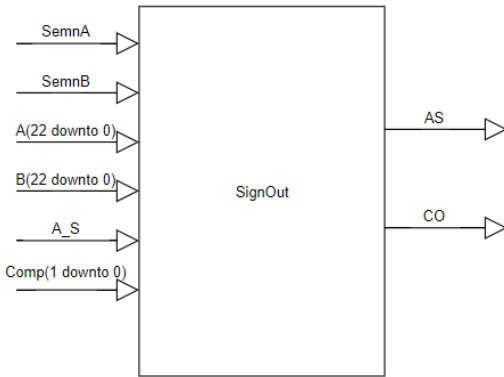 SemnA
SemnB
A(22 downto 0)
B(22 downto 0)
A_S
Comp(1 downto 0)
SignOut
AS
CO